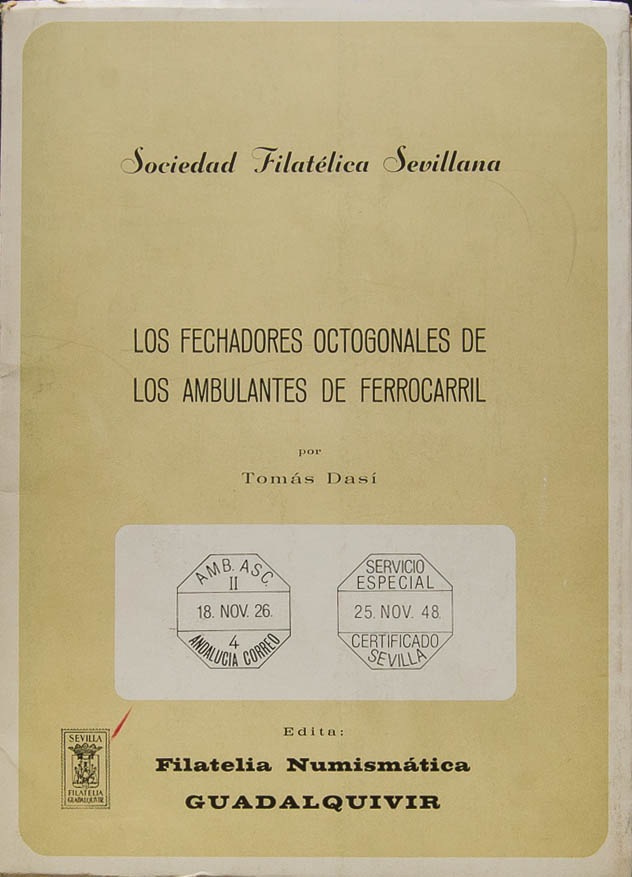 Sociedad Filatélica Sevillana
LOS FECHADORES OCTOGONALES DE
LOS AMBULANTES DE FERROCARRIL
por
Tomás Dasí
AMB. ASC.
II
18. NOV. 26.
4
ANDALUCIA CORREO
SERVICIO
ESPECIAL
25. NOV. 48.
CERTIFICADO
SEVILLA
Edita:
Filatelia Numismática
GUADALQUIVIR
SEVILLA
FILATELIA
GUADALQUIVIR